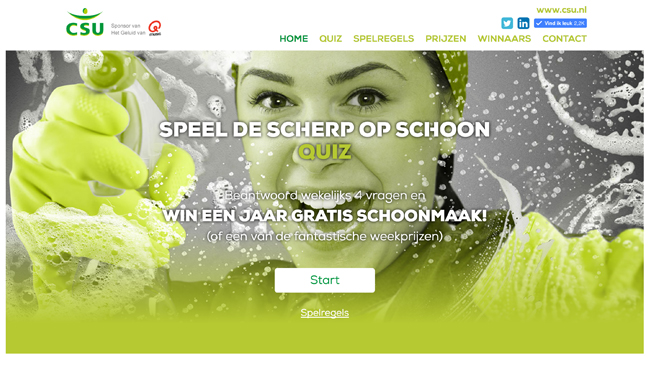 www.csu.nl
CSU
Sponsor van
Het Geluid van
Vind ik leuk 2,2K
HOME QUIZ SPELREGELS PRIJZEN WINNAARS CONTACT
SPEEL DE SCHERP OP SCHOON
QUIZ
Beantwoord wekelijks 4 vragen en
WIN EEN JAAR GRATIS SCHOONMAAK!
(of een van de fantastische weekprijzen)
Start
Spelregels